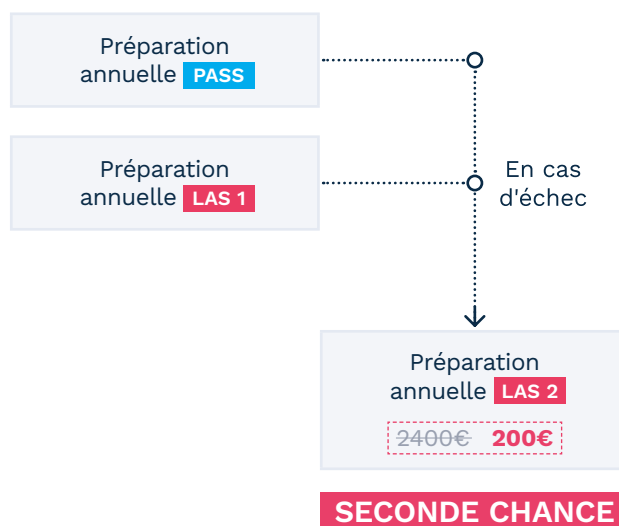 Préparation
annuelle PASS
Préparation
annuelle LAS 1
En cas
d'échec
Préparation
annuelle LAS 2
2400€ 200€
SECONDE CHANCE